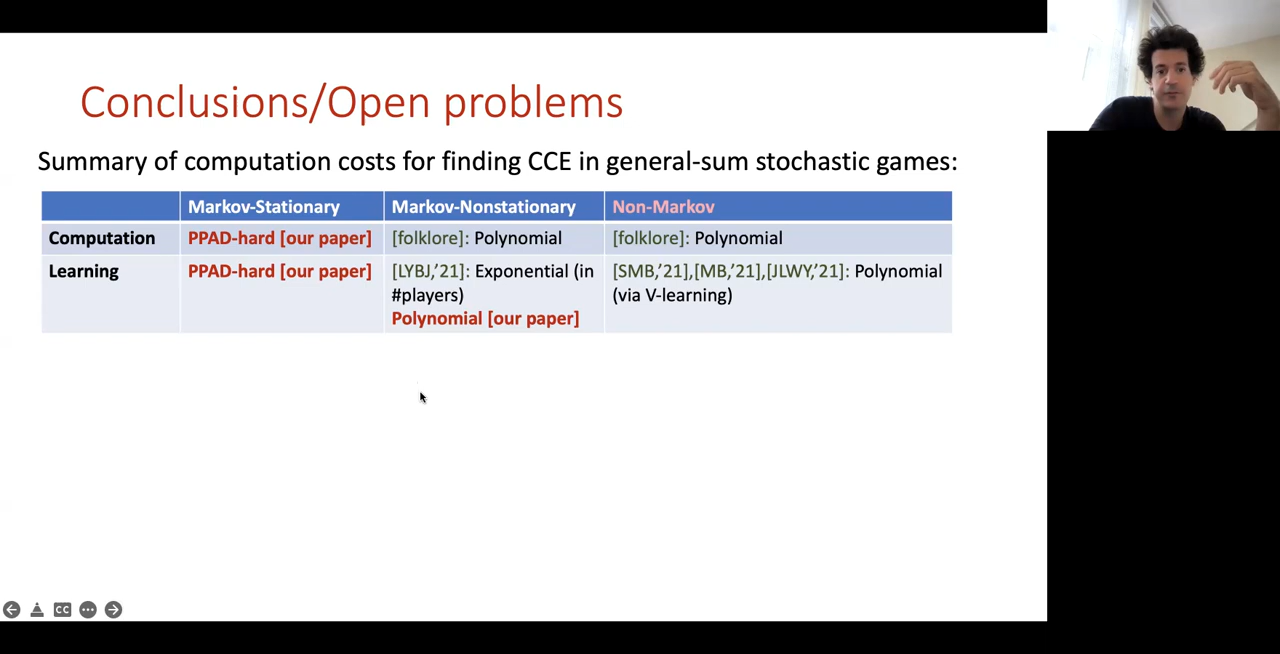 Conclusions/Open problems
Summary of computation costs for finding CCE in general-sum stochastic games:
Markov-Stationary Markov-Nonstationary Non-Markov
Computation PPAD-hard [our paper] [folklore]: Polynomial [folklore]: Polynomial
Learning PPAD-hard [our paper] [LYBJ,'21]: Exponential (in [SMB,'21],[MB,'21],[JLWY,'21]: Polynomial
#players) (via V-learning)
Polynomial [our paper]
CC